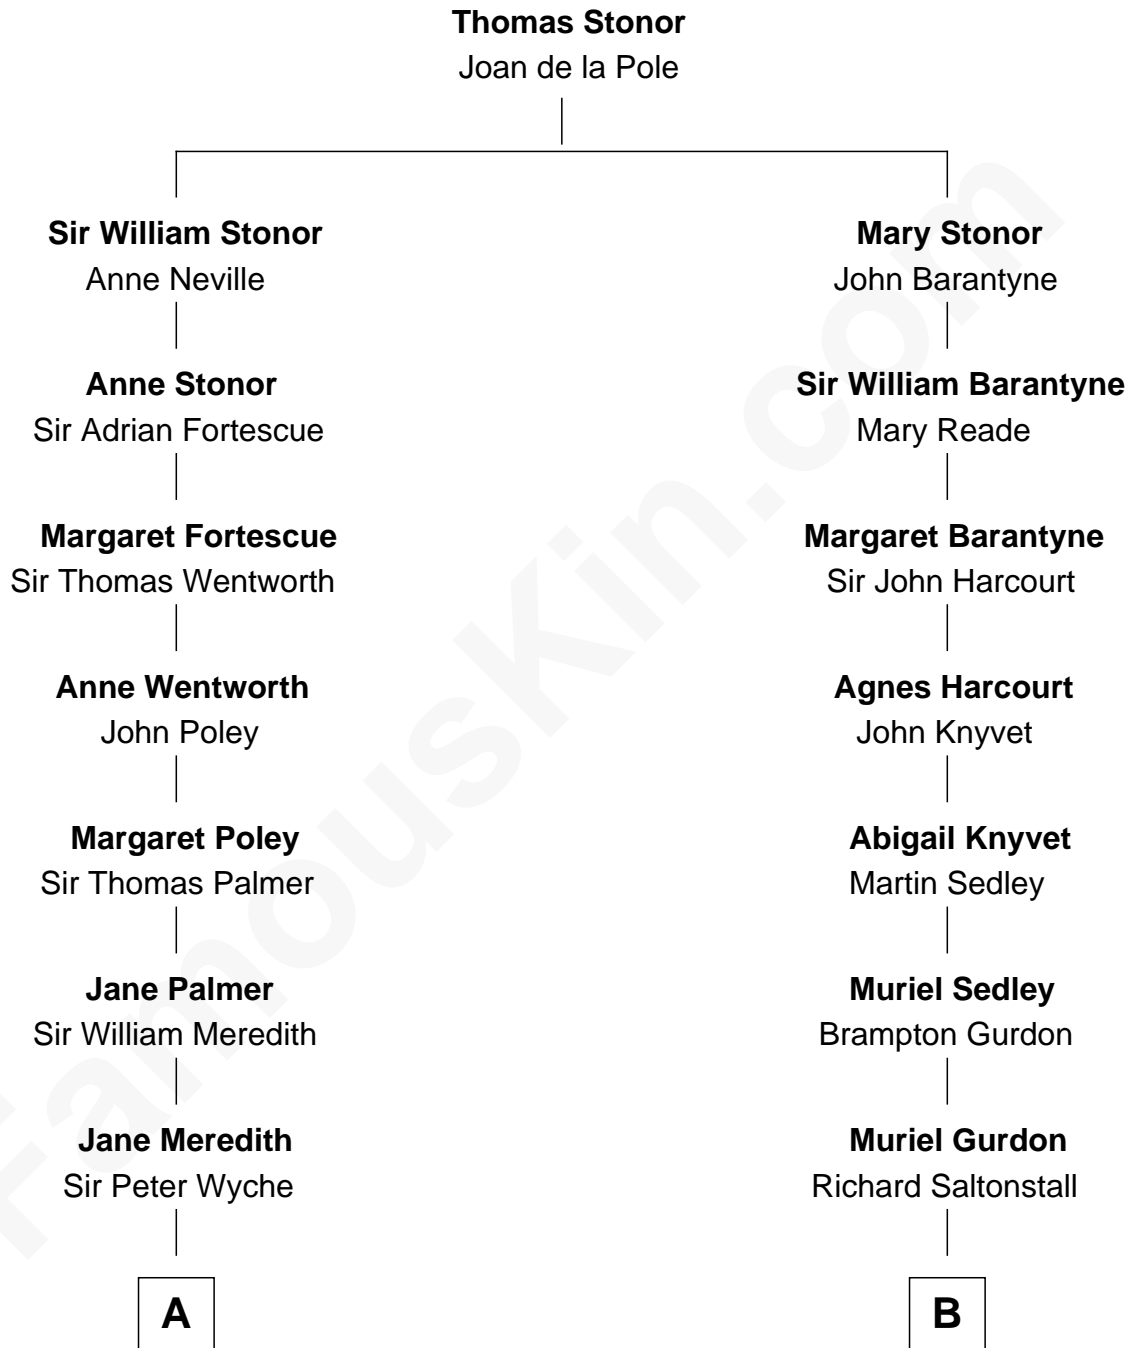 Thomas Stonor
Joan de la Pole
Sir William Stonor
Anne Neville
Mary Stonor
John Barantyne
Anne Stonor
Sir Adrian Fortescue
Sir William Barantyne
Mary Reade
Margaret Fortescue
Sir Thomas Wentworth
Margaret Barantyne
Sir John Harcourt
Anne Wentworth
John Poley
Agnes Harcourt
John Knyvet
Margaret Poley
Sir Thomas Palmer
Abigail Knyvet
Martin Sedley
Jane Palmer
Sir William Meredith
Muriel Sedley
Brampton Gurdon
Jane Meredith
Sir Peter Wyche
Muriel Gurdon
Richard Saltonstall
A
B
FamousKin.com